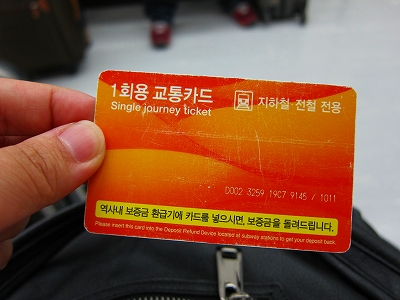 1회용 교통카드
Single journey ticket
지하철·전철 전용
D002 3259 1907 9145 / 1011
역사내 보증금 환급기에 카드를 넣으시면, 보증금을 돌려드립니다.
Please insert this card into the Deposit Refund Device located at subway stations to get your deposit back.